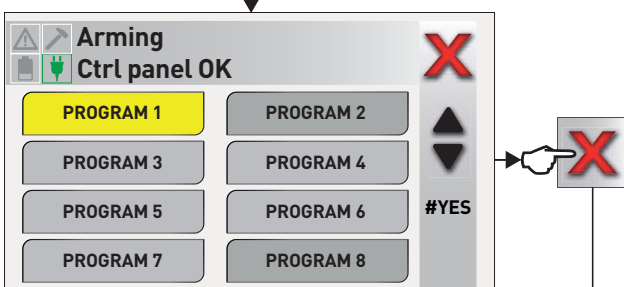 Arming
Ctrl panel OK
PROGRAM 1 PROGRAM 2
PROGRAM 3 PROGRAM 4
PROGRAM 5 PROGRAM 6 #YES
PROGRAM 7 PROGRAM 8